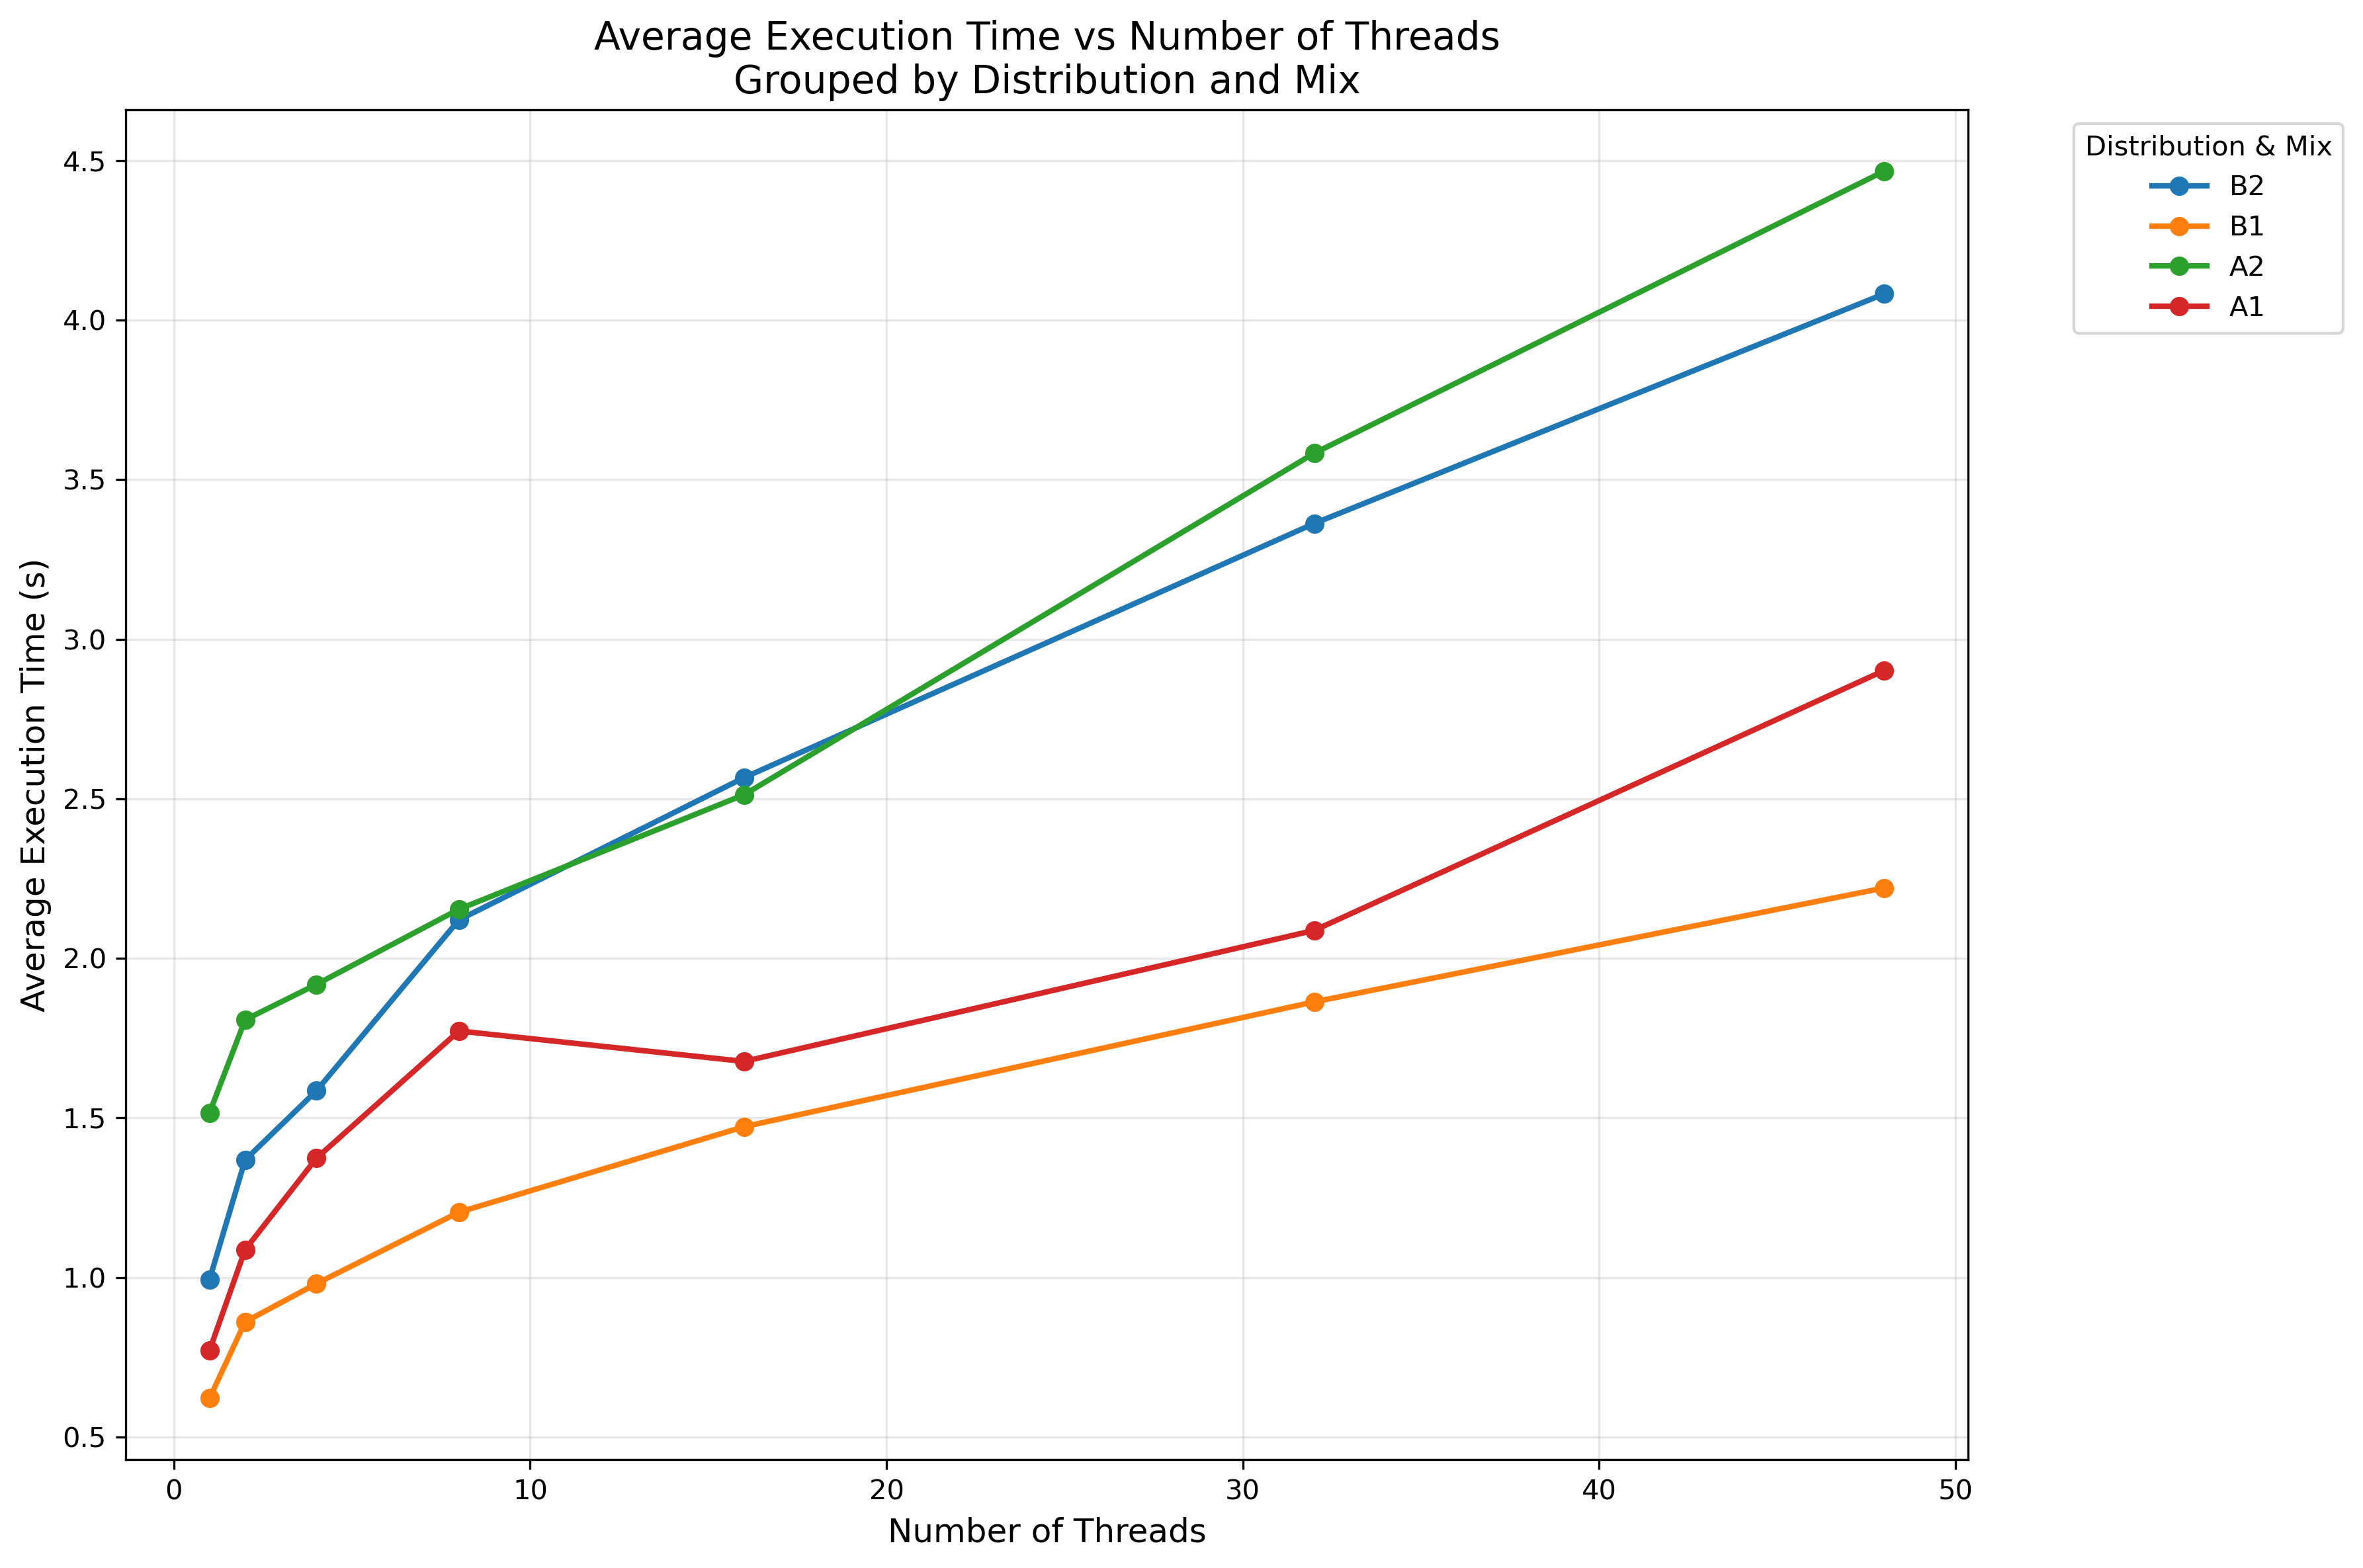 Average Execution Time vs Number of Threads
Grouped by Distribution and Mix
Average Execution Time (s)
4.5
4.0
3.5
3.0
2.5
2.0
1.5
1.0
0.5
0
10
20
30
40
50
Number of Threads
Distribution & Mix
B2
B1
A2
A1